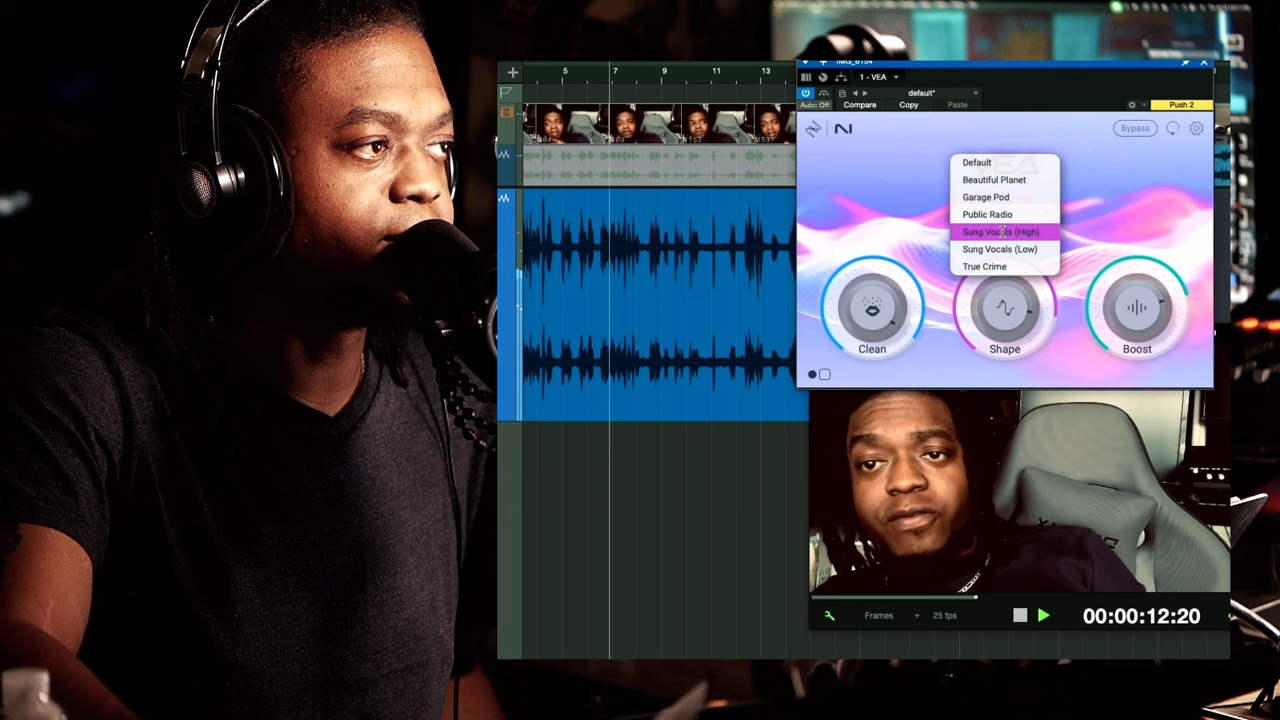 5 7 9 11 13
IMG_6154
1 - VEA
default*
Auto: Off Compare Copy Paste Push 2
Bypass
VEA
Default
Beautiful Planet
Garage Pod
Public Radio
Sung Vocals (High)
Sung Vocals (Low)
True Crime
Clean Shape Boost
Frames 25 fps 00:00:12:20